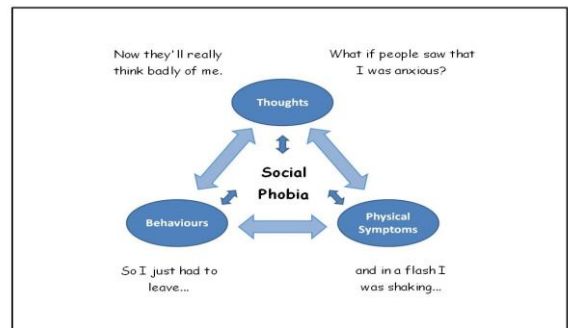 Now they'll really
think badly of me.
What if people saw that
I was anxious?
Thoughts
Social
Phobia
Behaviours
Physical
Symptoms
So I just had to
leave...
and in a flash I
was shaking...